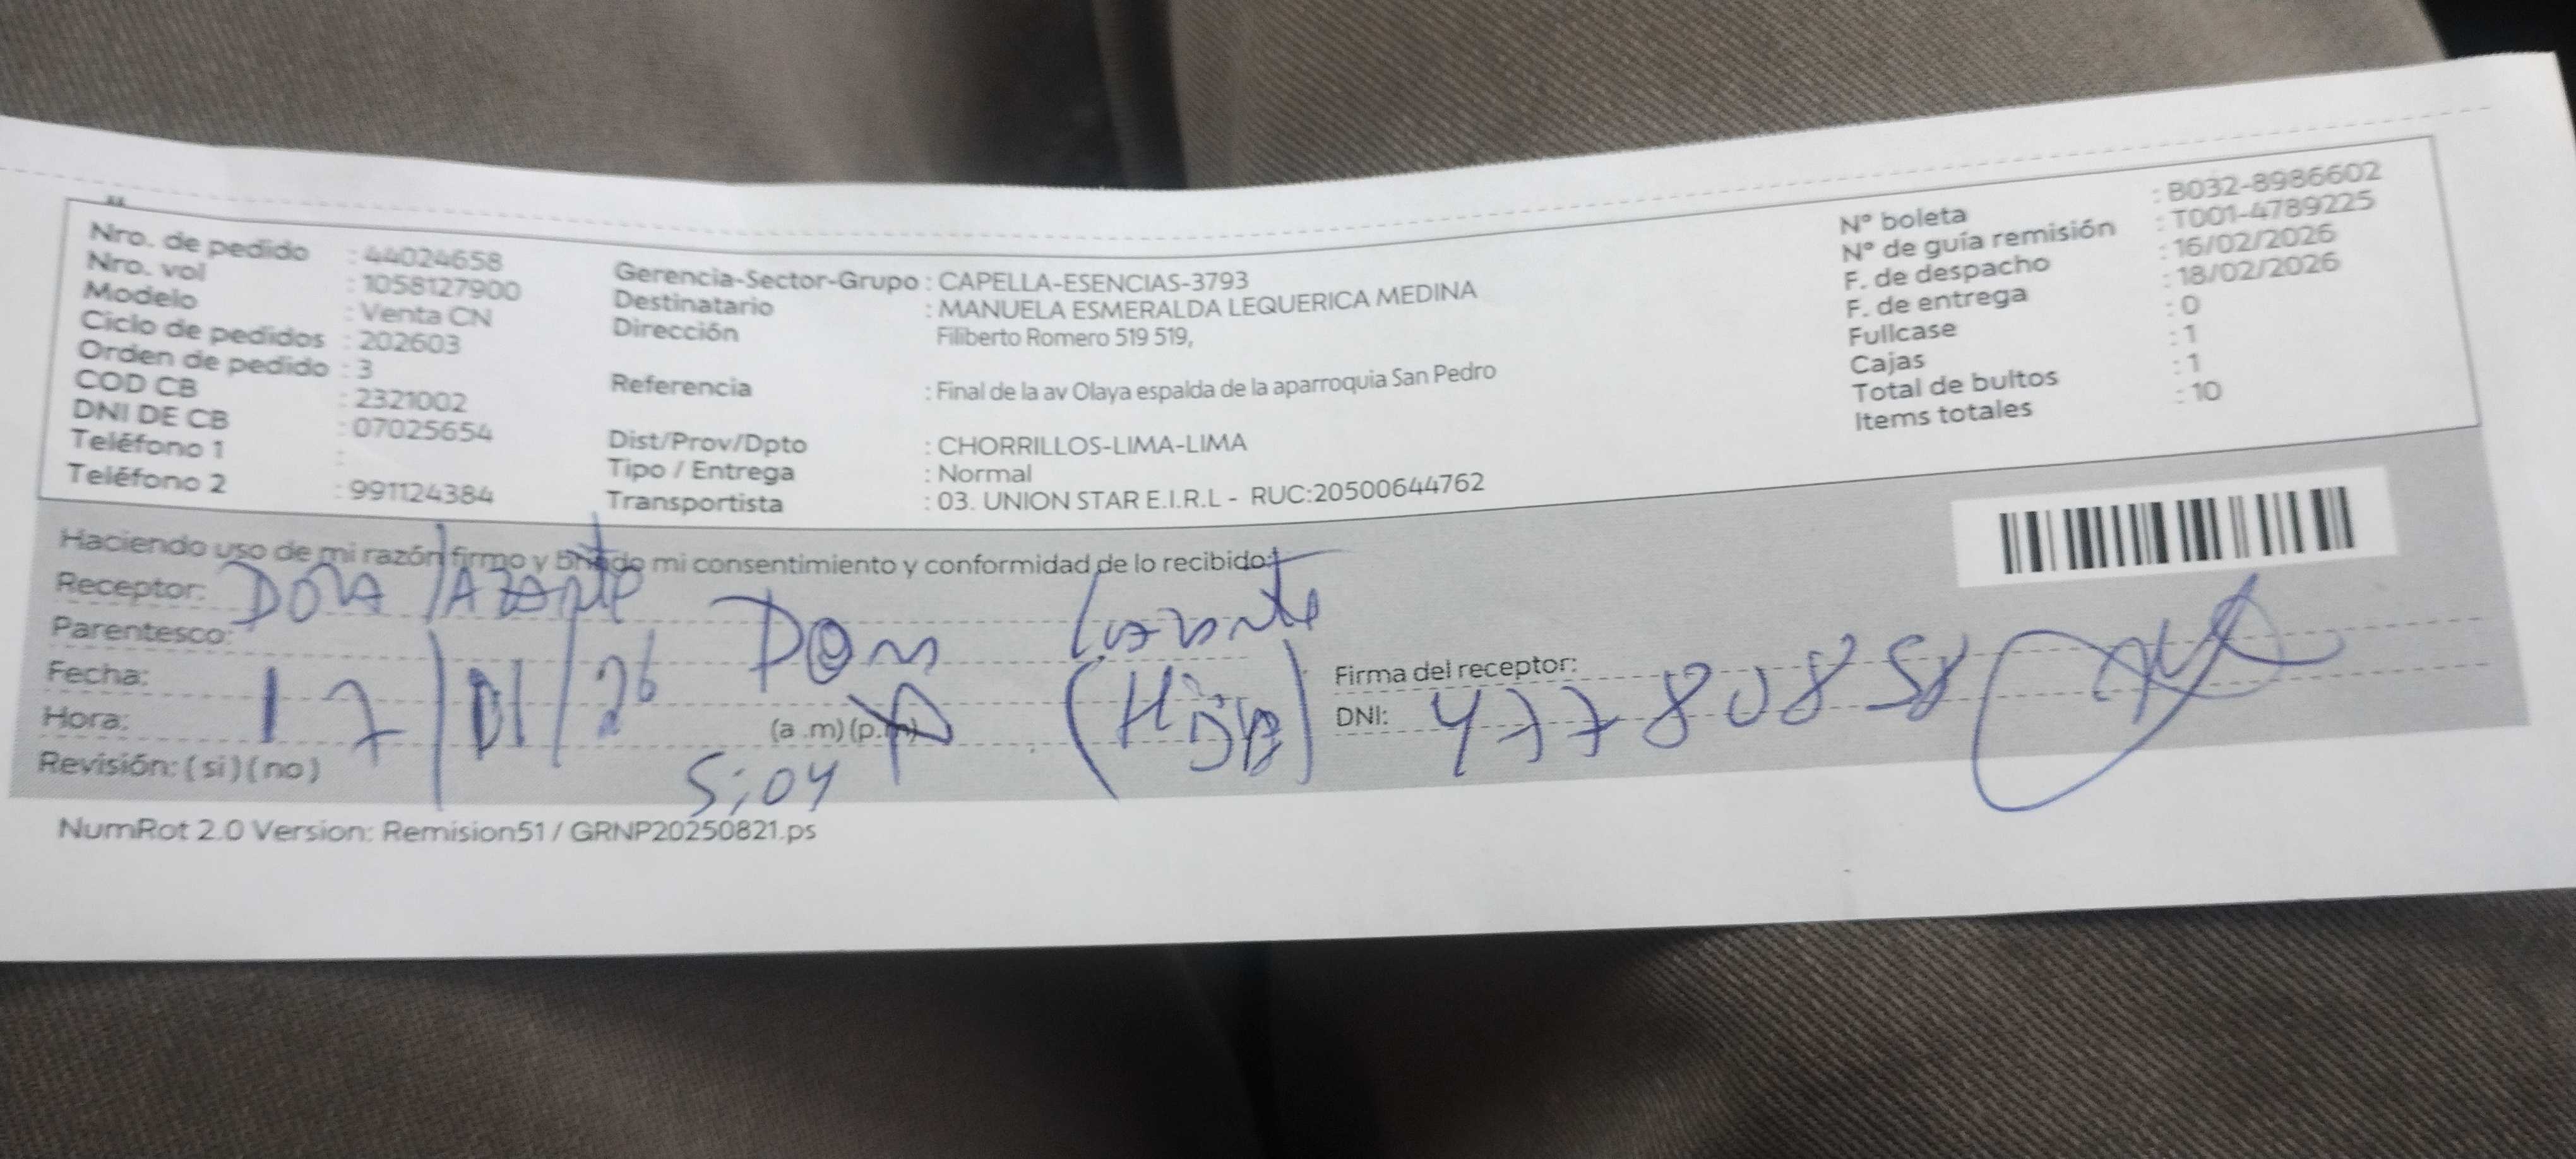 Nro. de pedido : 44024658
Nro. vol : 1058127900
Modelo : Venta CN
Ciclo de pedidos : 202603
Orden de pedido : 3
COD CB : 2321002
DNI DE CB : 07025654
Teléfono 1 :
Teléfono 2 : 991124384
Gerencia-Sector-Grupo : CAPELLA-ESENCIAS-3793
Destinatario : MANUELA ESMERALDA LEQUERICA MEDINA
Dirección Filiberto Romero 519 519,
Referencia : Final de la av Olaya espalda de la aparroquia San Pedro
Dist/Prov/Dpto : CHORRILLOS-LIMA-LIMA
Tipo / Entrega : Normal
Transportista : 03. UNION STAR E.I.R.L - RUC:20500644762
N° boleta : B032-8986602
N° de guía remisión : T001-4789225
F. de despacho : 16/02/2026
F. de entrega : 18/02/2026
Fullcase : 0
Cajas : 1
Total de bultos : 1
Items totales : 10
Haciendo uso de mi razón firmo y brindo mi consentimiento y conformidad de lo recibido:
Receptor: DORA
Parentesco:
Fecha: 17/01/26
Hora: (a .m) (p.m)
5:04
(Hija)
Revisión: ( si ) ( no )
Firma del receptor:
DNI: 47780858
NumRot 2.0 Version: Remision51 / GRNP20250821.ps